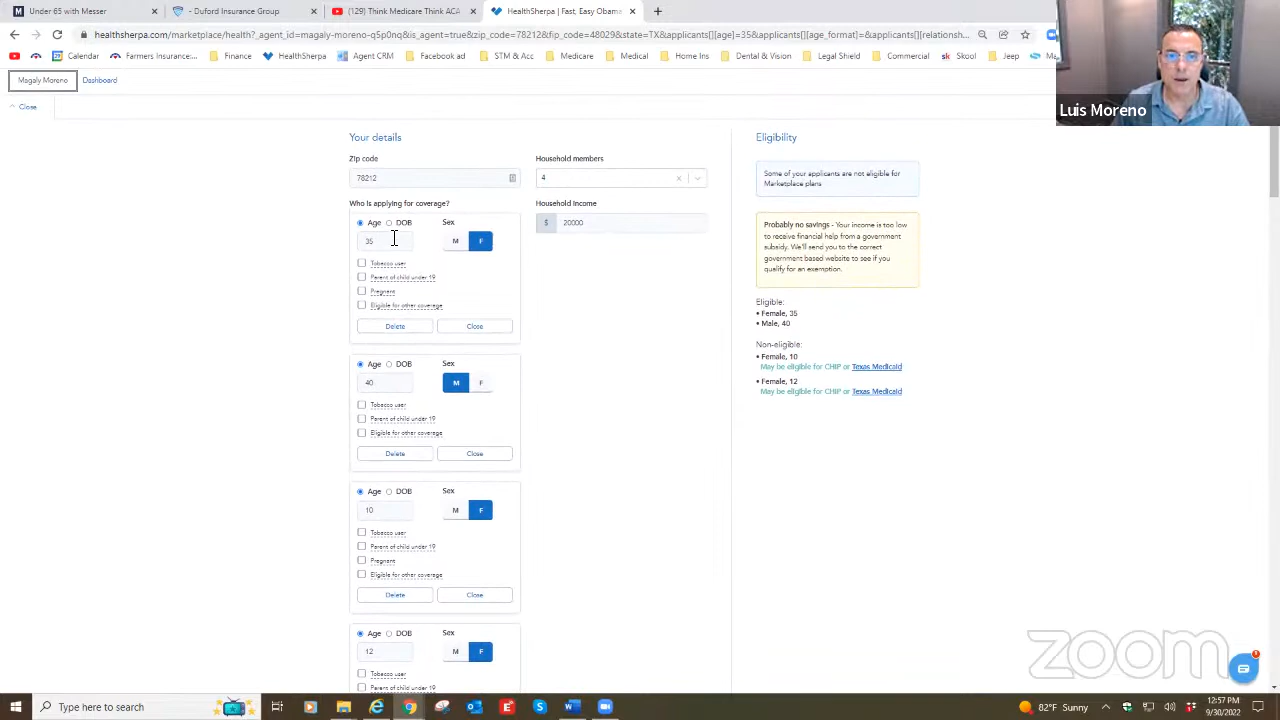 Under 65 with Messer
- Duford Insurance Group
(129) Think Medicare Think ACA
HealthSherpa | Fast, Easy Obama
healthsherpa.com/marketplace/health?_agent_id=magaly-moreno-q5p0nq&is_agent=true&zip_code=78212&fip_code=48029&state=TX&applicants[][age]=35&applicants[][age_format]=&applicants[][relationsh...
Calendar
Farmers Insurance:...
Finance
HealthSherpa
Agent CRM
Facebook ads
STM & Acc
Medicare
Medical
Home Ins
Dental & Vision
Legal Shield
Commercial
Skool
Jeep
Magaly Moreno
Dashboard
Close
Luis Moreno
Your details
Zip code
78212
Household members
4
Who is applying for coverage?
Household Income
$ 20000
Age DOB Sex
35 M F
Tobacco user
Parent of child under 19
Pregnant
Eligible for other coverage
Delete Close
Age DOB Sex
40 M F
Tobacco user
Parent of child under 19
Eligible for other coverage
Delete Close
Age DOB Sex
10 M F
Tobacco user
Parent of child under 19
Pregnant
Eligible for other coverage
Delete Close
Age DOB Sex
12 M F
Tobacco user
Parent of child under 19
Eligibility
Some of your applicants are not eligible for
Marketplace plans
Probably no savings - Your income is too low
to receive financial help from a government
subsidy. We'll send you to the correct
government based website to see if you
qualify for an exemption.
Eligible:
• Female, 35
• Male, 40
Non-eligible:
• Female, 10
May be eligible for CHIP or Texas Medicaid
• Female, 12
May be eligible for CHIP or Texas Medicaid
zoom
Type here to search
82°F Sunny
12:57 PM
9/30/2022